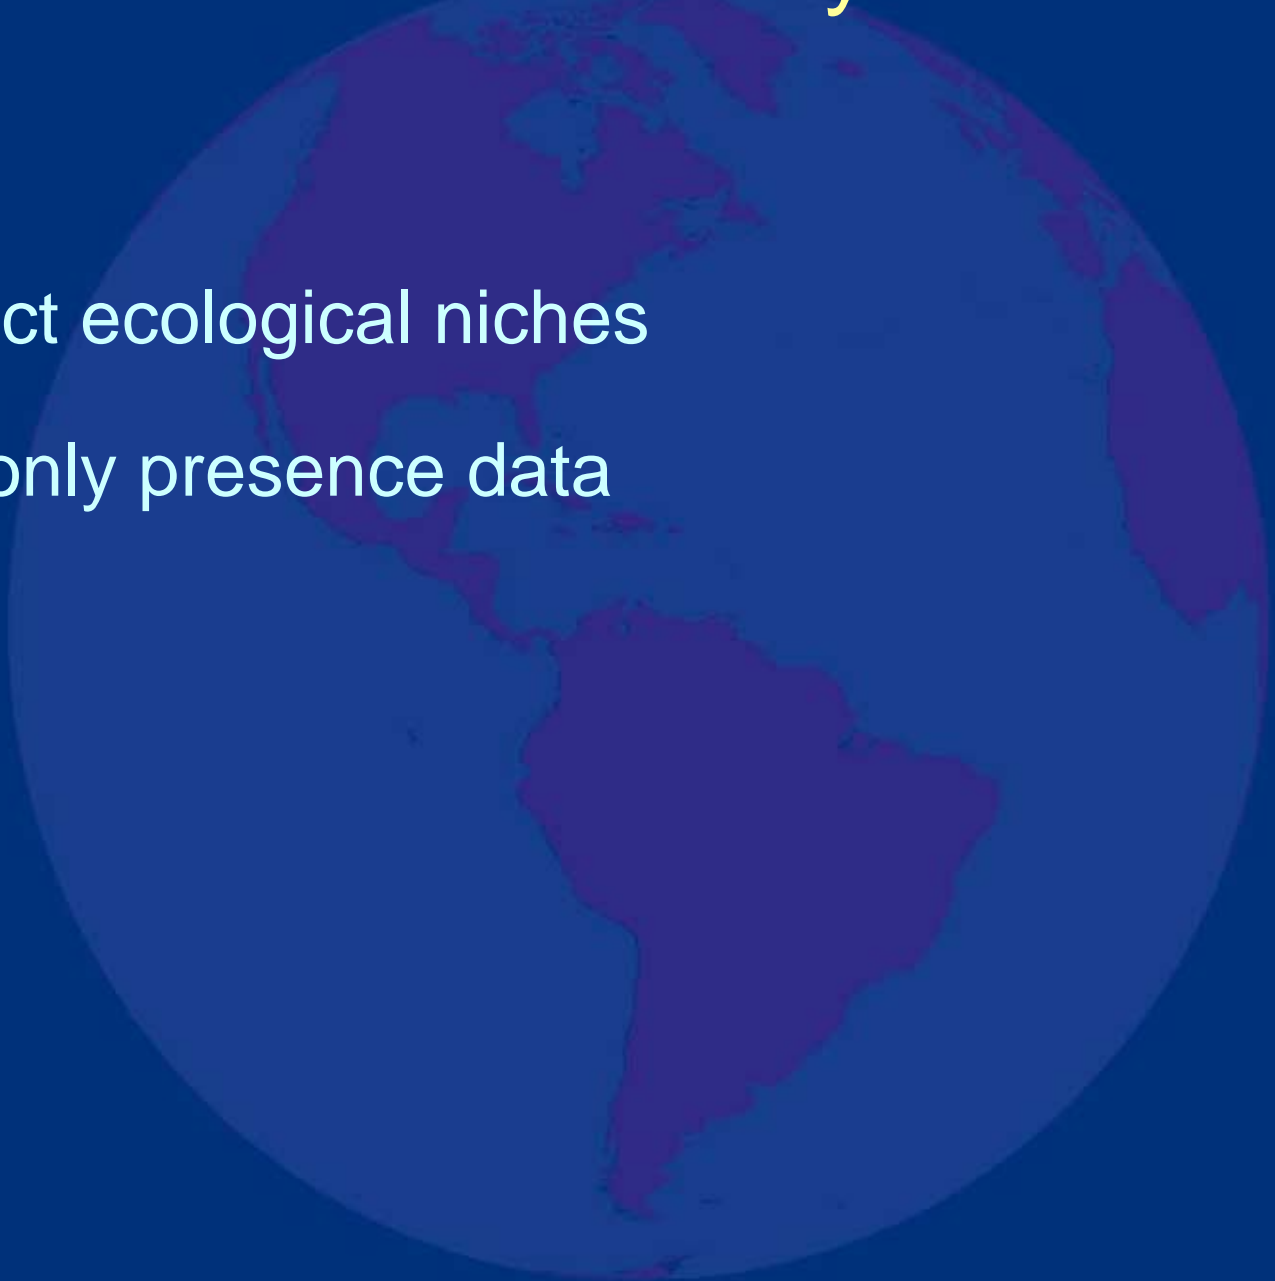 y
ct ecological niches
only presence data